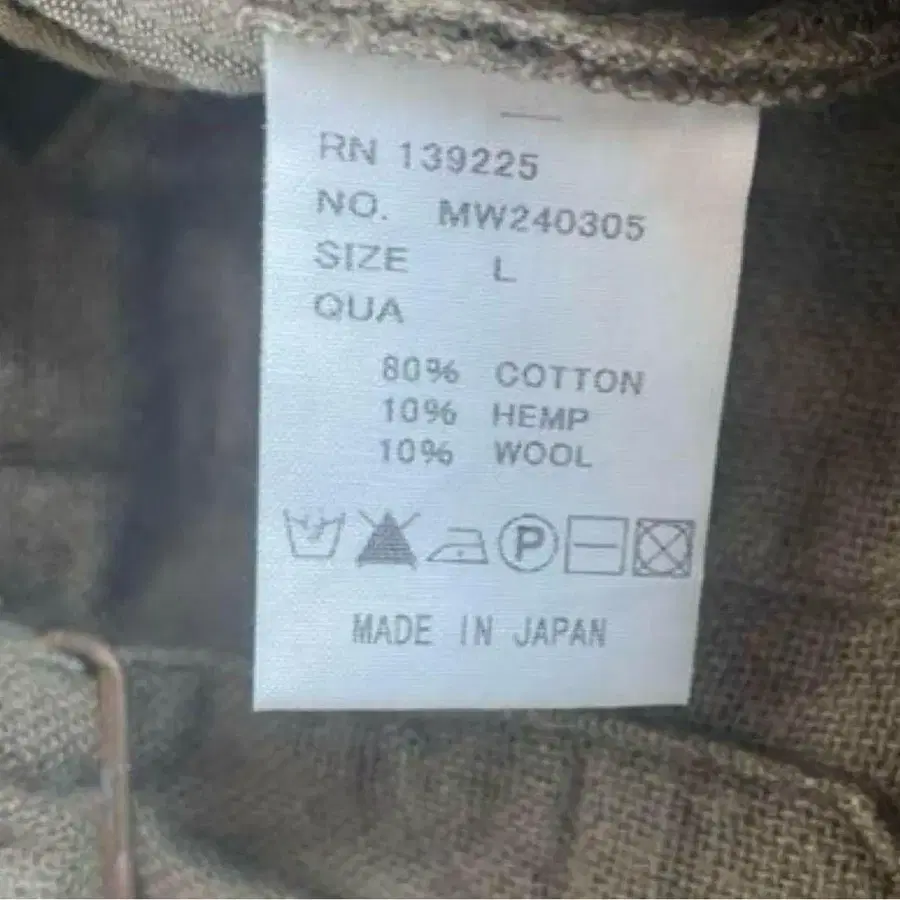 RN 139225
NO. MW240305
SIZE L
QUA
80% COTTON
10% HEMP
10% WOOL
P
MADE IN JAPAN